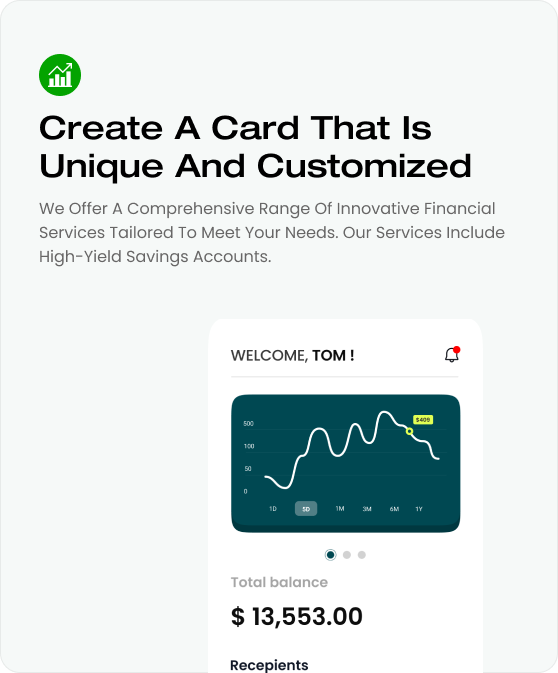 Create A Card That Is
Unique And Customized
We Offer A Comprehensive Range Of Innovative Financial
Services Tailored To Meet Your Needs. Our Services Include
High-Yield Savings Accounts.
WELCOME, TOM !
$409
500
100
50
0
1D 5D 1M 3M 6M 1Y
Total balance
$ 13,553.00
Recepients